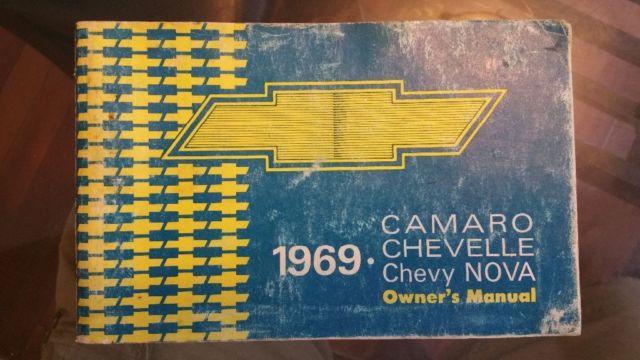 1969 • CAMARO
CHEVELLE
Chevy NOVA
Owner's Manual